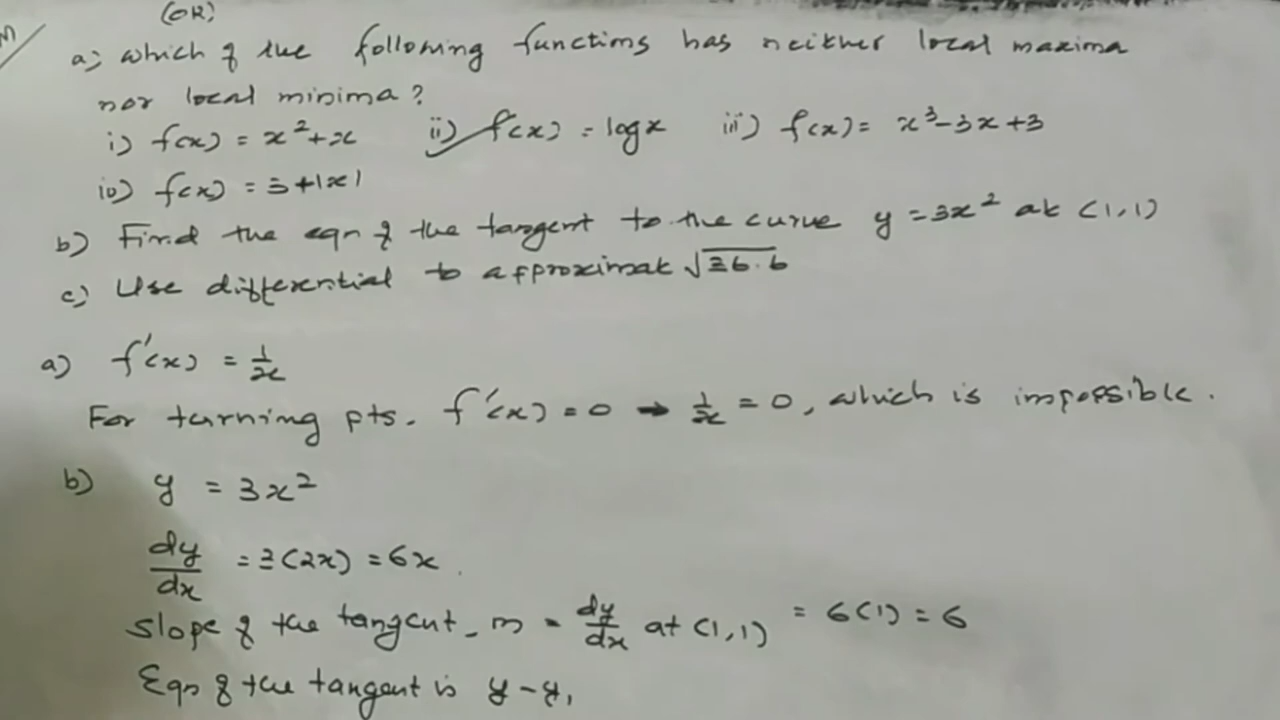 (OR)
a) which of the following functions has neither local maxima
nor local minima?
i) f(x) = x²+x ii) f(x) = log x iii) f(x) = x³-3x+3
iv) f(x) = 3+|x|
b) Find the eqn of the tangent to the curve y = 3x² at (1,1)
c) Use differential to approximat √36.6
a) f'(x) = 1/x
For turning pts. f'(x) = 0 → 1/x = 0, which is impossible.
b) y = 3x²
dy/dx = 3(2x) = 6x.
Slope of the tangent, m = dy/dx at (1,1) = 6(1) = 6
Eqn of the tangent is y-y₁